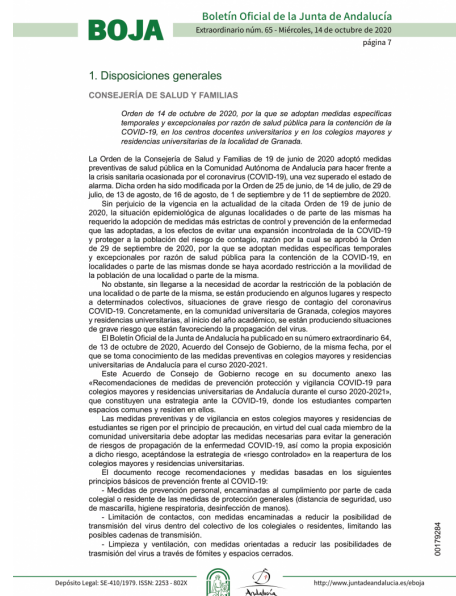 Boletín Oficial de la Junta de Andalucía
BOJA
Extraordinario núm. 65 - Miércoles, 14 de octubre de 2020
página 7
1. Disposiciones generales
CONSEJERÍA DE SALUD Y FAMILIAS
Orden de 14 de octubre de 2020, por la que se adoptan medidas específicas
temporales y excepcionales por razón de salud pública para la contención de la
COVID-19, en los centros docentes universitarios y en los colegios mayores y
residencias universitarias de la localidad de Granada.
La Orden de la Consejería de Salud y Familias de 19 de junio de 2020 adoptó medidas
preventivas de salud pública en la Comunidad Autónoma de Andalucía para hacer frente a
la crisis sanitaria ocasionada por el coronavirus (COVID-19), una vez superado el estado de
alarma. Dicha orden ha sido modificada por la Orden de 25 de junio, de 14 de julio, de 29 de
julio, de 13 de agosto, de 16 de agosto, de 1 de septiembre y de 11 de septiembre de 2020.
Sin perjuicio de la vigencia en la actualidad de la citada Orden de 19 de junio de
2020, la situación epidemiológica de algunas localidades o de parte de las mismas ha
requerido la adopción de medidas más estrictas de control y prevención de la enfermedad
que las adoptadas, a los efectos de evitar una expansión incontrolada de la COVID-19
y proteger a la población del riesgo de contagio, razón por la cual se aprobó la Orden
de 29 de septiembre de 2020, por la que se adoptan medidas específicas temporales
y excepcionales por razón de salud pública para la contención de la COVID-19, en
localidades o parte de las mismas donde se haya acordado restricción a la movilidad de
la población de una localidad o parte de la misma.
No obstante, sin llegarse a la necesidad de acordar la restricción de la población de
una localidad o de parte de la misma, se están produciendo en algunos lugares y respecto
a determinados colectivos, situaciones de grave riesgo de contagio del coronavirus
COVID-19. Concretamente, en la comunidad universitaria de Granada, colegios mayores
y residencias universitarias, al inicio del año académico, se están produciendo situaciones
de grave riesgo que están favoreciendo la propagación del virus.
El Boletín Oficial de la Junta de Andalucía ha publicado en su número extraordinario 64,
de 13 de octubre de 2020, Acuerdo del Consejo de Gobierno, de la misma fecha, por el
que se toma conocimiento de las medidas preventivas en colegios mayores y residencias
universitarias de Andalucía para el curso 2020-2021.
Este Acuerdo del Consejo de Gobierno recoge en su documento anexo las
«Recomendaciones de medidas de prevención protección y vigilancia COVID-19 para
colegios mayores y residencias universitarias de Andalucía durante el curso 2020-2021»,
que constituyen una estrategia ante la COVID-19, donde los estudiantes comparten
espacios comunes y residen en ellos.
Las medidas preventivas y de vigilancia en estos colegios mayores y residencias de
estudiantes se rigen por el principio de precaución, en virtud del cual cada miembro de la
comunidad universitaria debe adoptar las medidas necesarias para evitar la generación
de riesgos de propagación de la enfermedad COVID-19, así como la propia exposición
a dicho riesgo, aceptándose la estrategia de «riesgo controlado» en la reapertura de los
colegios mayores y residencias universitarias.
El documento recoge recomendaciones y medidas basadas en los siguientes
principios básicos de prevención frente al COVID-19:
- Medidas de prevención personal, encaminadas al cumplimiento por parte de cada
colegial o residente de las medidas de protección generales (distancia de seguridad, uso
de mascarilla, higiene respiratoria, desinfección de manos).
- Limitación de contactos, con medidas encaminadas a reducir la posibilidad de
transmisión del virus dentro del colectivo de los colegiales o residentes, limitando las
posibles cadenas de transmisión.
- Limpieza y ventilación, con medidas orientadas a reducir las posibilidades de
trasmisión del virus a través de fómites y espacios cerrados.
00179284
Depósito Legal: SE-410/1979. ISSN: 2253 - 802X
Andalucía
http://www.juntadeandalucia.es/eboja